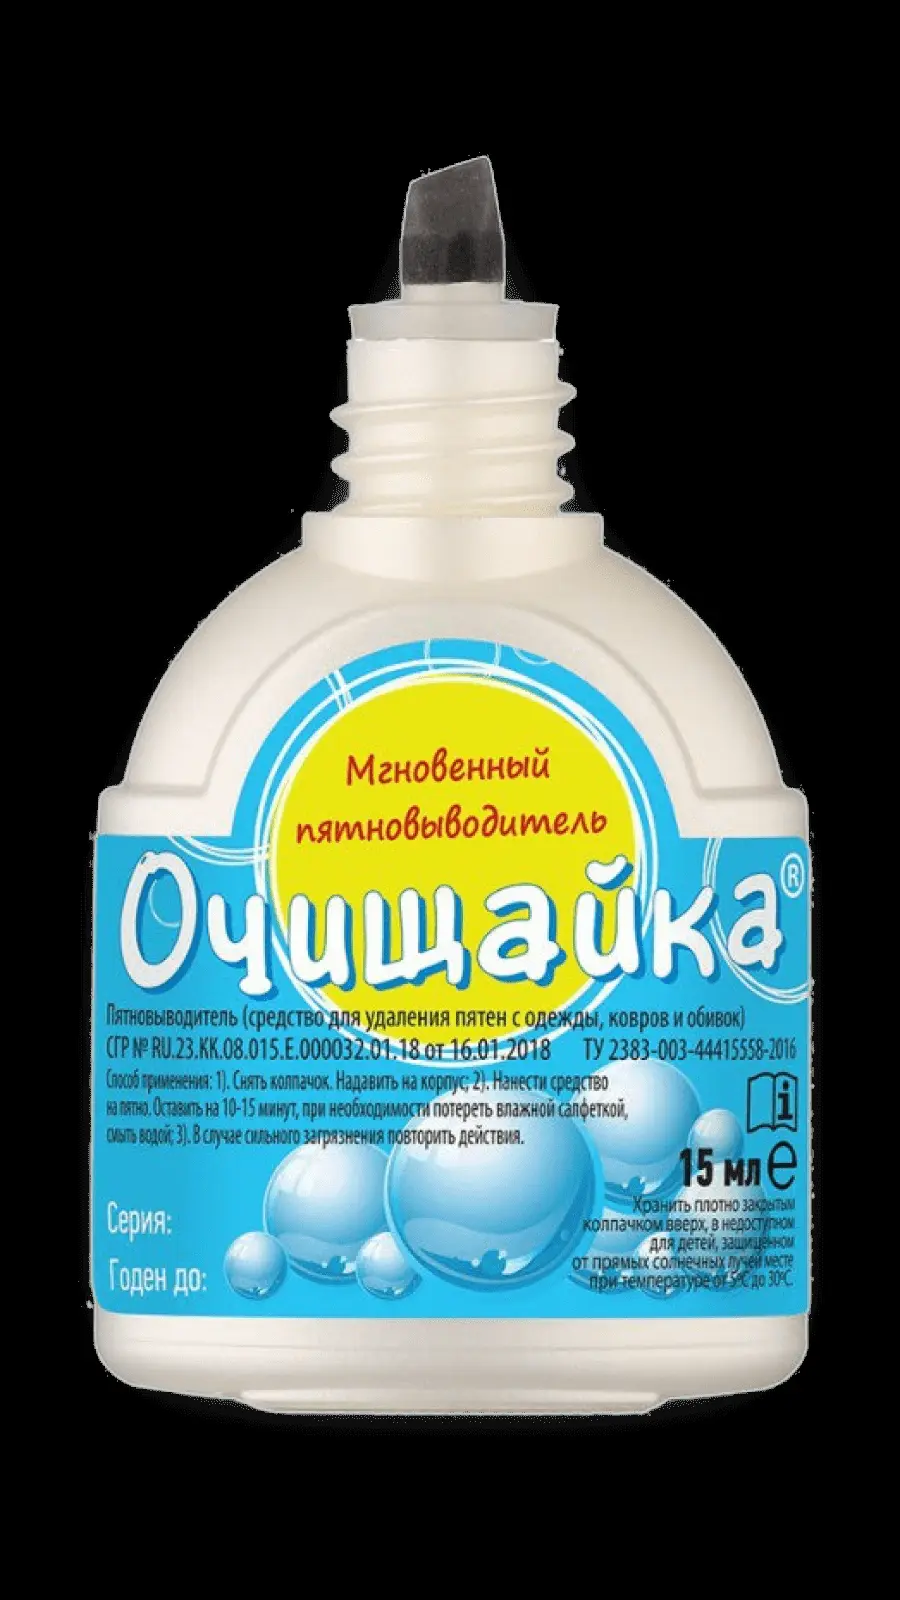 Мгновенный
пятновыводитель
Очищайка®
Пятновыводитель (средство для удаления пятен с одежды, ковров и обивок)
СГР № RU.23.КК.08.015.Е.000032.01.18 от 16.01.2018 ТУ 2383-003-44415558-2016
Способ применения: 1). Снять колпачок. Надавить на корпус; 2). Нанести средство
на пятно. Оставить на 10-15 минут, при необходимости потереть влажной салфеткой,
смыть водой; 3). В случае сильного загрязнения повторить действия.
i
15 мл е
Хранить плотно закрытым
колпачком вверх, в недоступном
для детей, защищённом
от прямых солнечных лучей месте
при температуре от 5°С до 30°С.
Серия:
Годен до: